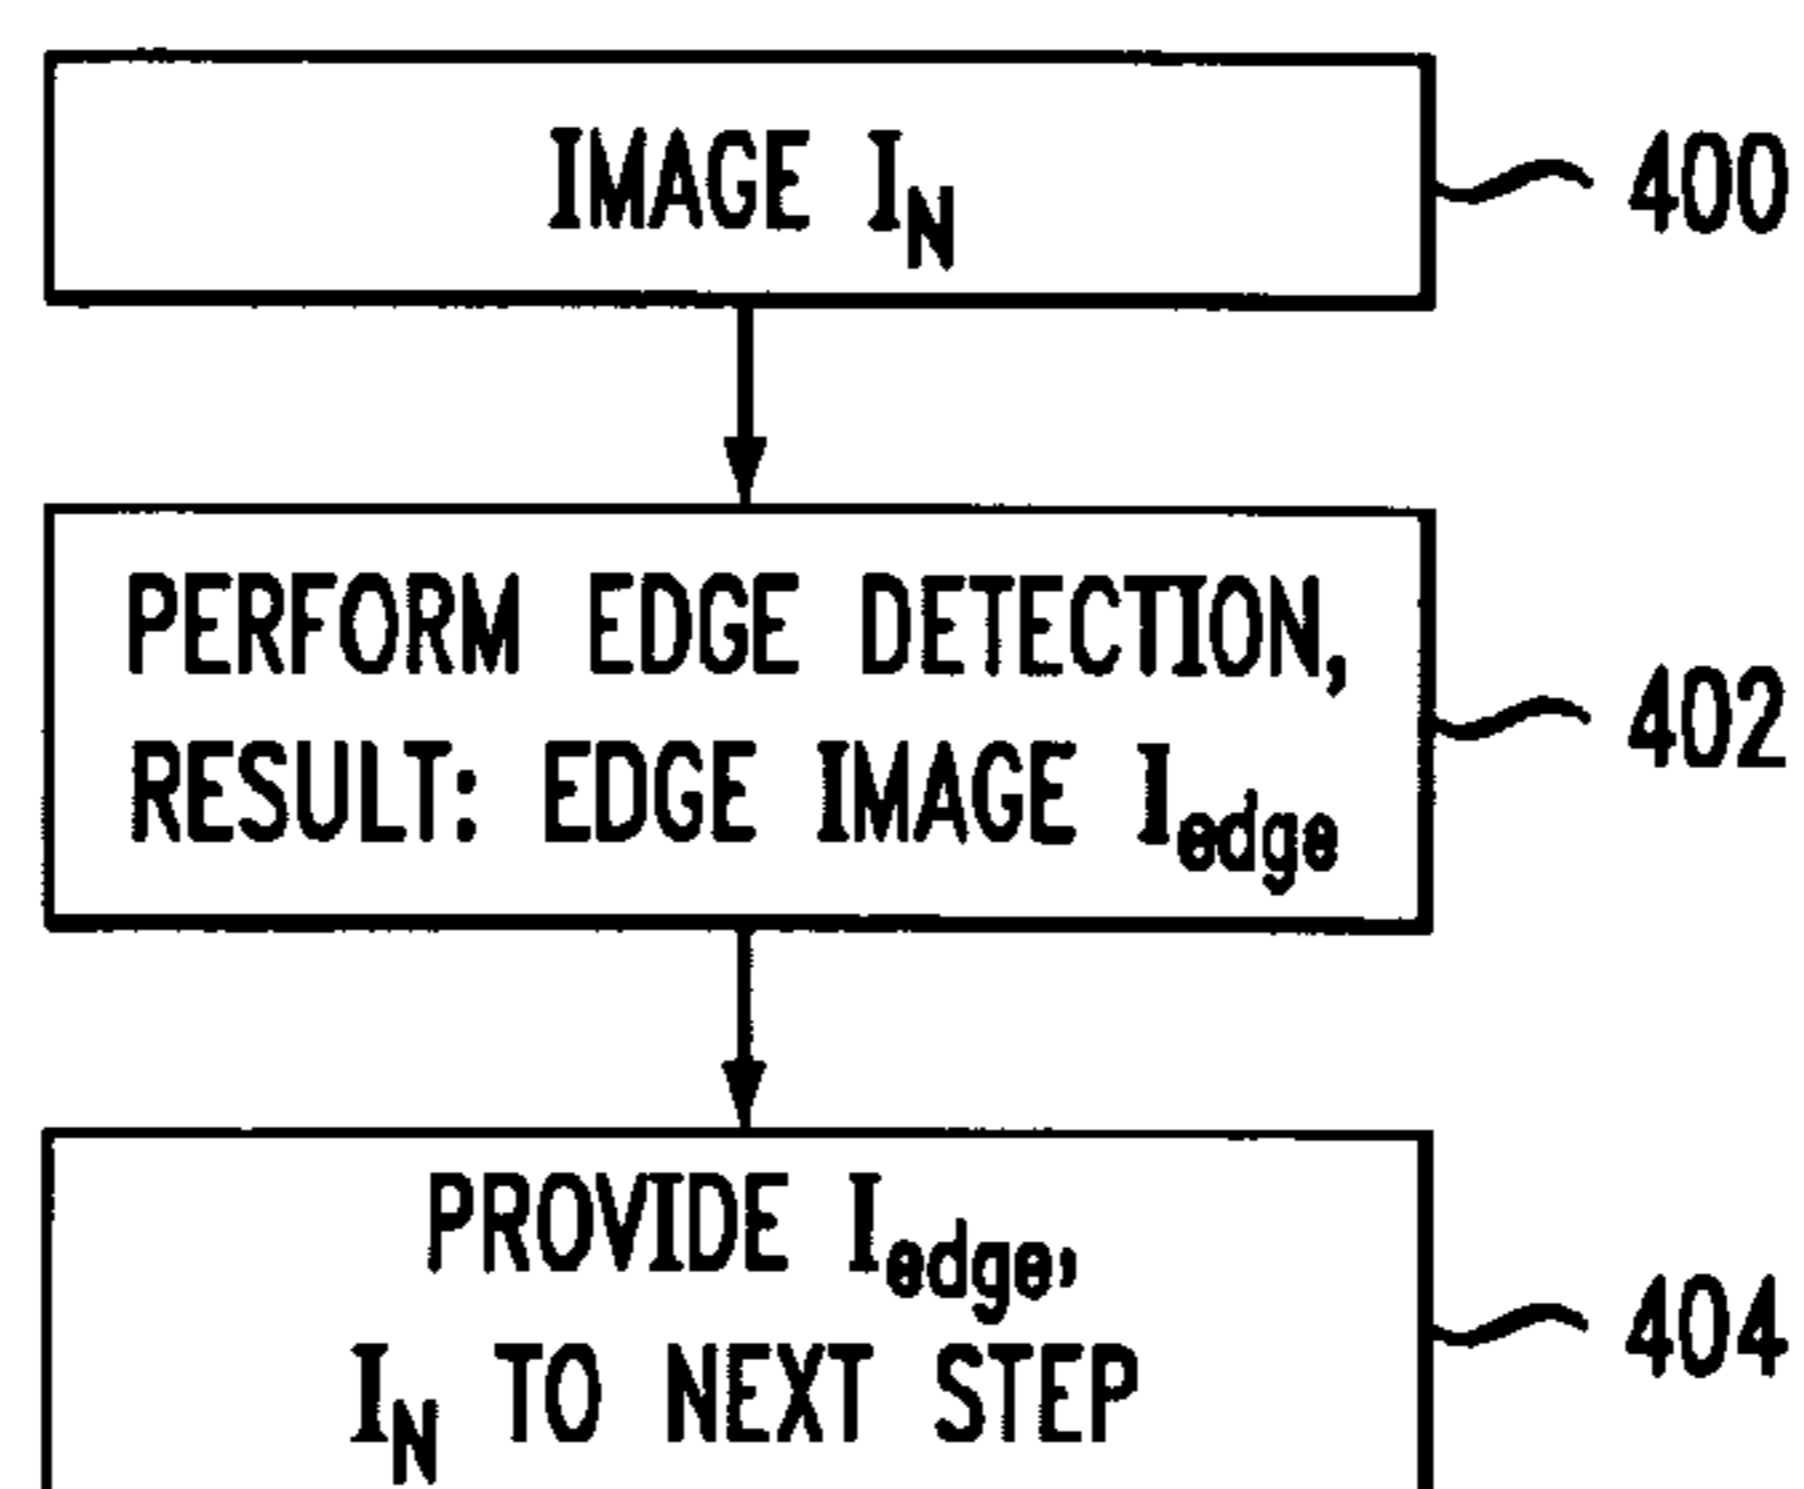 IMAGE I_N
400
PERFORM EDGE DETECTION,
RESULT: EDGE IMAGE I_edge
402
PROVIDE I_edge,
I_N TO NEXT STEP
404